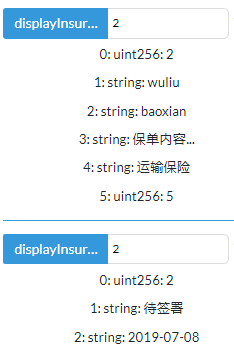 displayInsur... 2
0: uint256: 2
1: string: wuliu
2: string: baoxian
3: string: 保单内容...
4: string: 运输保险
5: uint256: 5
displayInsur... 2
0: uint256: 2
1: string: 待签署
2: string: 2019-07-08